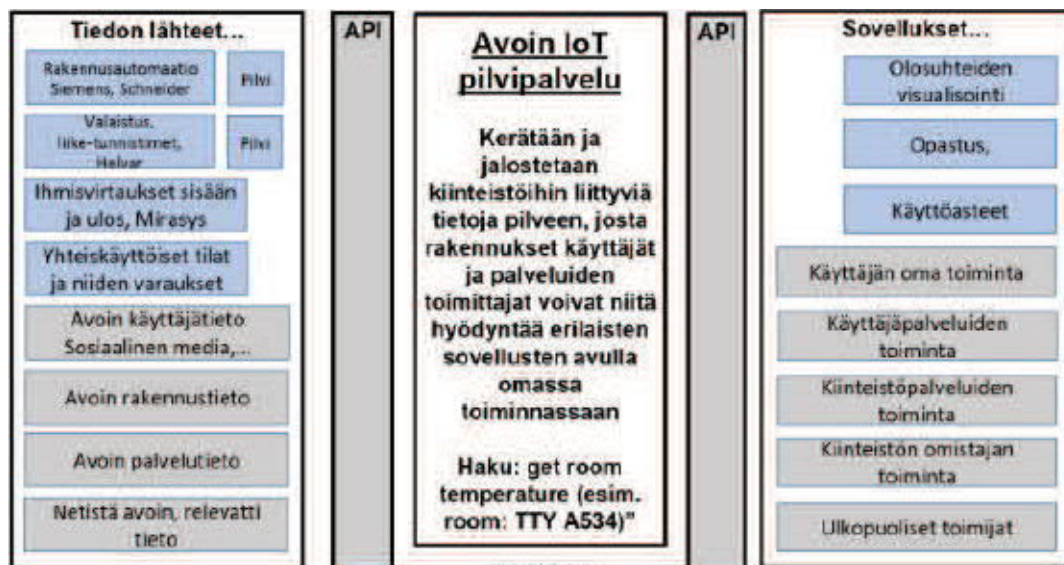 Tiedon lähteet...
Rakennusautomaatio
Siemens, Schneider
Pilvi
Valaistus,
liike-tunnistimet,
Helvar
Pilvi
Ihmisvirtaukset sisään
ja ulos, Mirasys
Yhteiskäyttöiset tilat
ja niiden varaukset
Avoin käyttäjätieto
Sosiaalinen media,...
Avoin rakennustieto
Avoin palvelutieto
Netistä avoin, relevatti
tieto
API
Avoin IoT
pilvipalvelu
Kerätään ja
jalostetaan
kiinteistöihin liittyviä
tietoja pilveen, josta
rakennukset käyttäjät
ja palveluiden
toimittajat voivat niitä
hyödyntää erilaisten
sovellusten avulla
omassa
toiminnassaan
Haku: get room
temperature (esim.
room: TTY A534)"
API
Sovellukset...
Olosuhteiden
visualisointi
Opastus,
Käyttöasteet
Käyttäjän oma toiminta
Käyttäjäpalveluiden
toiminta
Kiinteistöpalveluiden
toiminta
Kiinteistön omistajan
toiminta
Ulkopuoliset toimijat